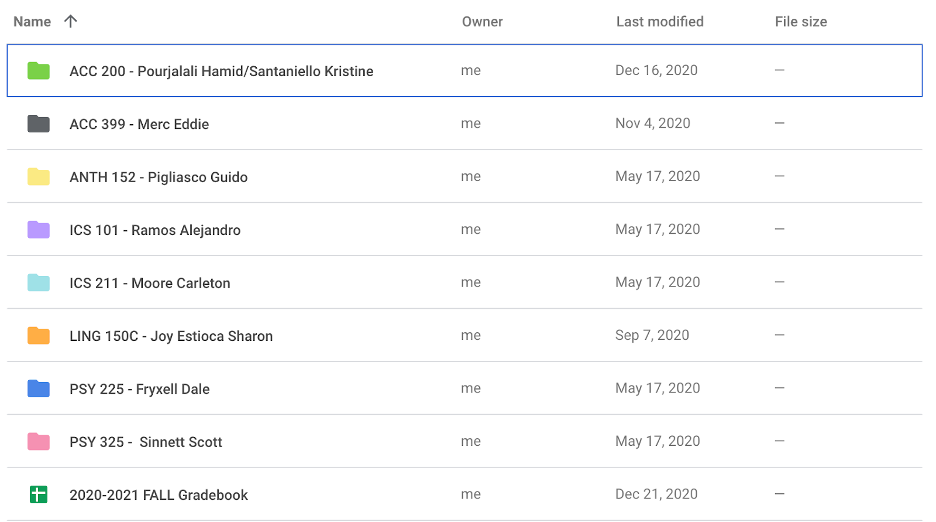 Name Owner Last modified File size
ACC 200 - Pourjalali Hamid/Santaniello Kristine me Dec 16, 2020 —
ACC 399 - Merc Eddie me Nov 4, 2020 —
ANTH 152 - Pigliasco Guido me May 17, 2020 —
ICS 101 - Ramos Alejandro me May 17, 2020 —
ICS 211 - Moore Carleton me May 17, 2020 —
LING 150C - Joy Estioca Sharon me Sep 7, 2020 —
PSY 225 - Fryxell Dale me May 17, 2020 —
PSY 325 -  Sinnett Scott me May 17, 2020 —
2020-2021 FALL Gradebook me Dec 21, 2020 —